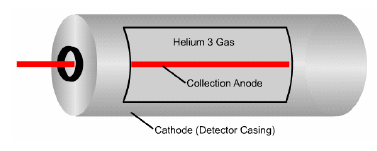 Helium 3 Gas
Collection Anode
Cathode (Detector Casing)